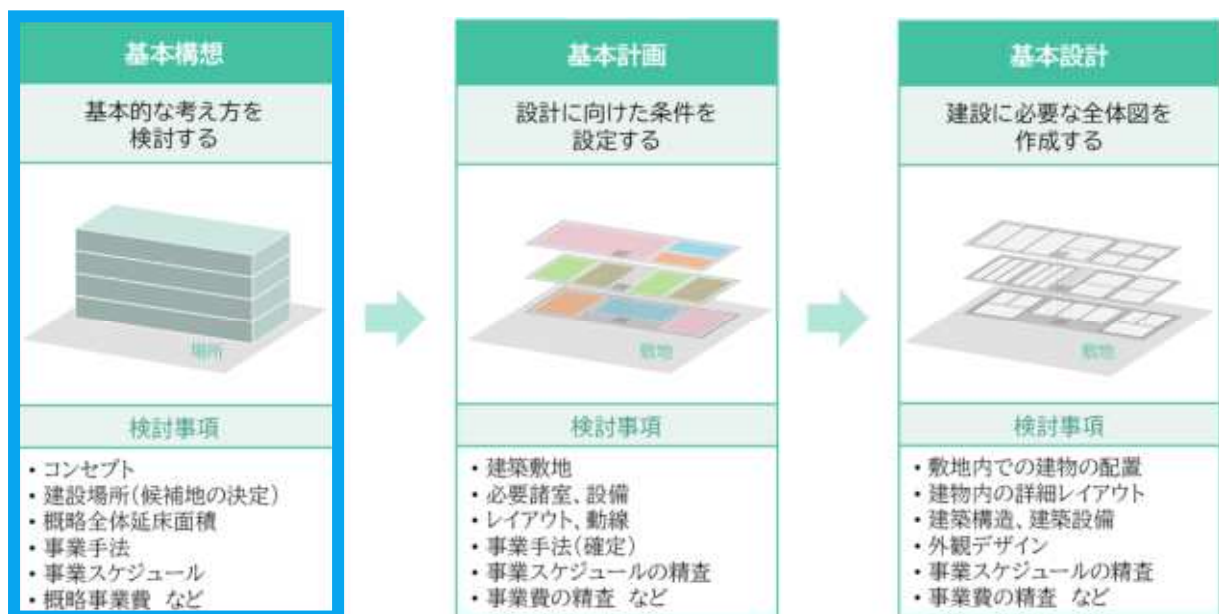 基本構想
基本的な考え方を
検討する
場所
検討事項
・コンセプト
・建設場所(候補地の決定)
・概略全体延床面積
・事業手法
・事業スケジュール
・概略事業費 など
基本計画
設計に向けた条件を
設定する
敷地
検討事項
・建築敷地
・必要諸室、設備
・レイアウト、動線
・事業手法(確定)
・事業スケジュールの精査
・事業費の精査 など
基本設計
建設に必要な全体図を
作成する
敷地
検討事項
・敷地内での建物の配置
・建物内の詳細レイアウト
・建築構造、建築設備
・外観デザイン
・事業スケジュールの精査
・事業費の精査 など